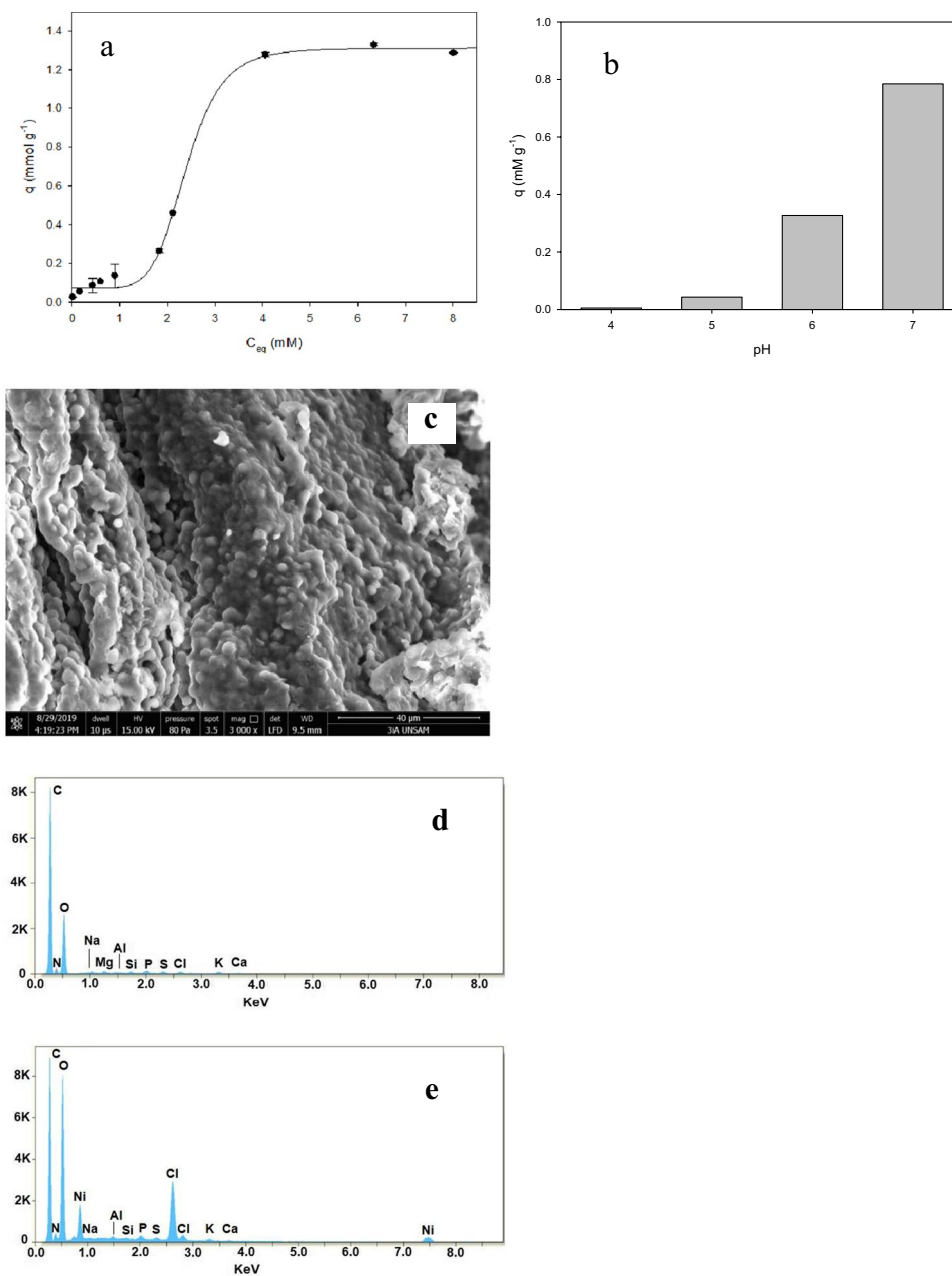 a
1.4
1.2
1.0
0.8
0.6
0.4
0.2
0.0
q (mmol g⁻¹)
0 1 2 3 4 5 6 7 8
C_eq (mM)
b
1.0
0.8
0.6
0.4
0.2
0.0
q (mM g⁻¹)
4 5 6 7
pH
c
8/29/2019 dwell HV pressure spot mag det WD 40 µm
4:19:23 PM 10 µs 15.00 kV 80 Pa 3.5 3 000 x LFD 9.5 mm 3iA UNSAM
d
8K
6K
4K
2K
0
C
O
N
Na
Mg
Al
Si P S Cl K Ca
0.0 1.0 2.0 3.0 4.0 5.0 6.0 7.0 8.0
KeV
e
8K
6K
4K
2K
0
C
O
Ni
N
Na
Al
Si P S
Cl
Cl K Ca Ni
0.0 1.0 2.0 3.0 4.0 5.0 6.0 7.0 8.0
KeV